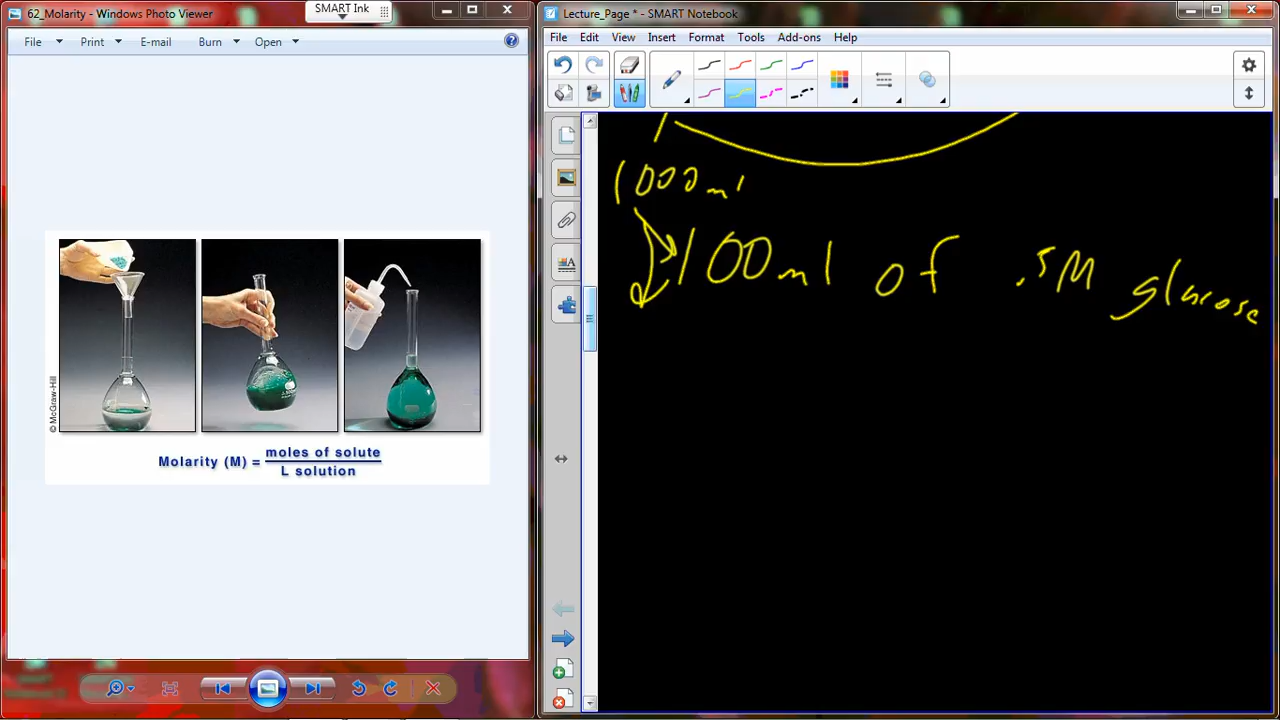 62_Molarity - Windows Photo Viewer
SMART Ink
File Print E-mail Burn Open
© McGraw-Hill
Molarity (M) = moles of solute
L solution
Lecture_Page * - SMART Notebook
File Edit View Insert Format Tools Add-ons Help
1000ml
100ml of .5M glucose